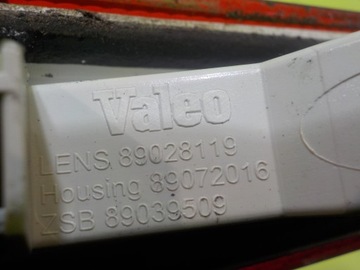 Valeo
LENS 89028119
Housing 89072016
ZSB 89039509